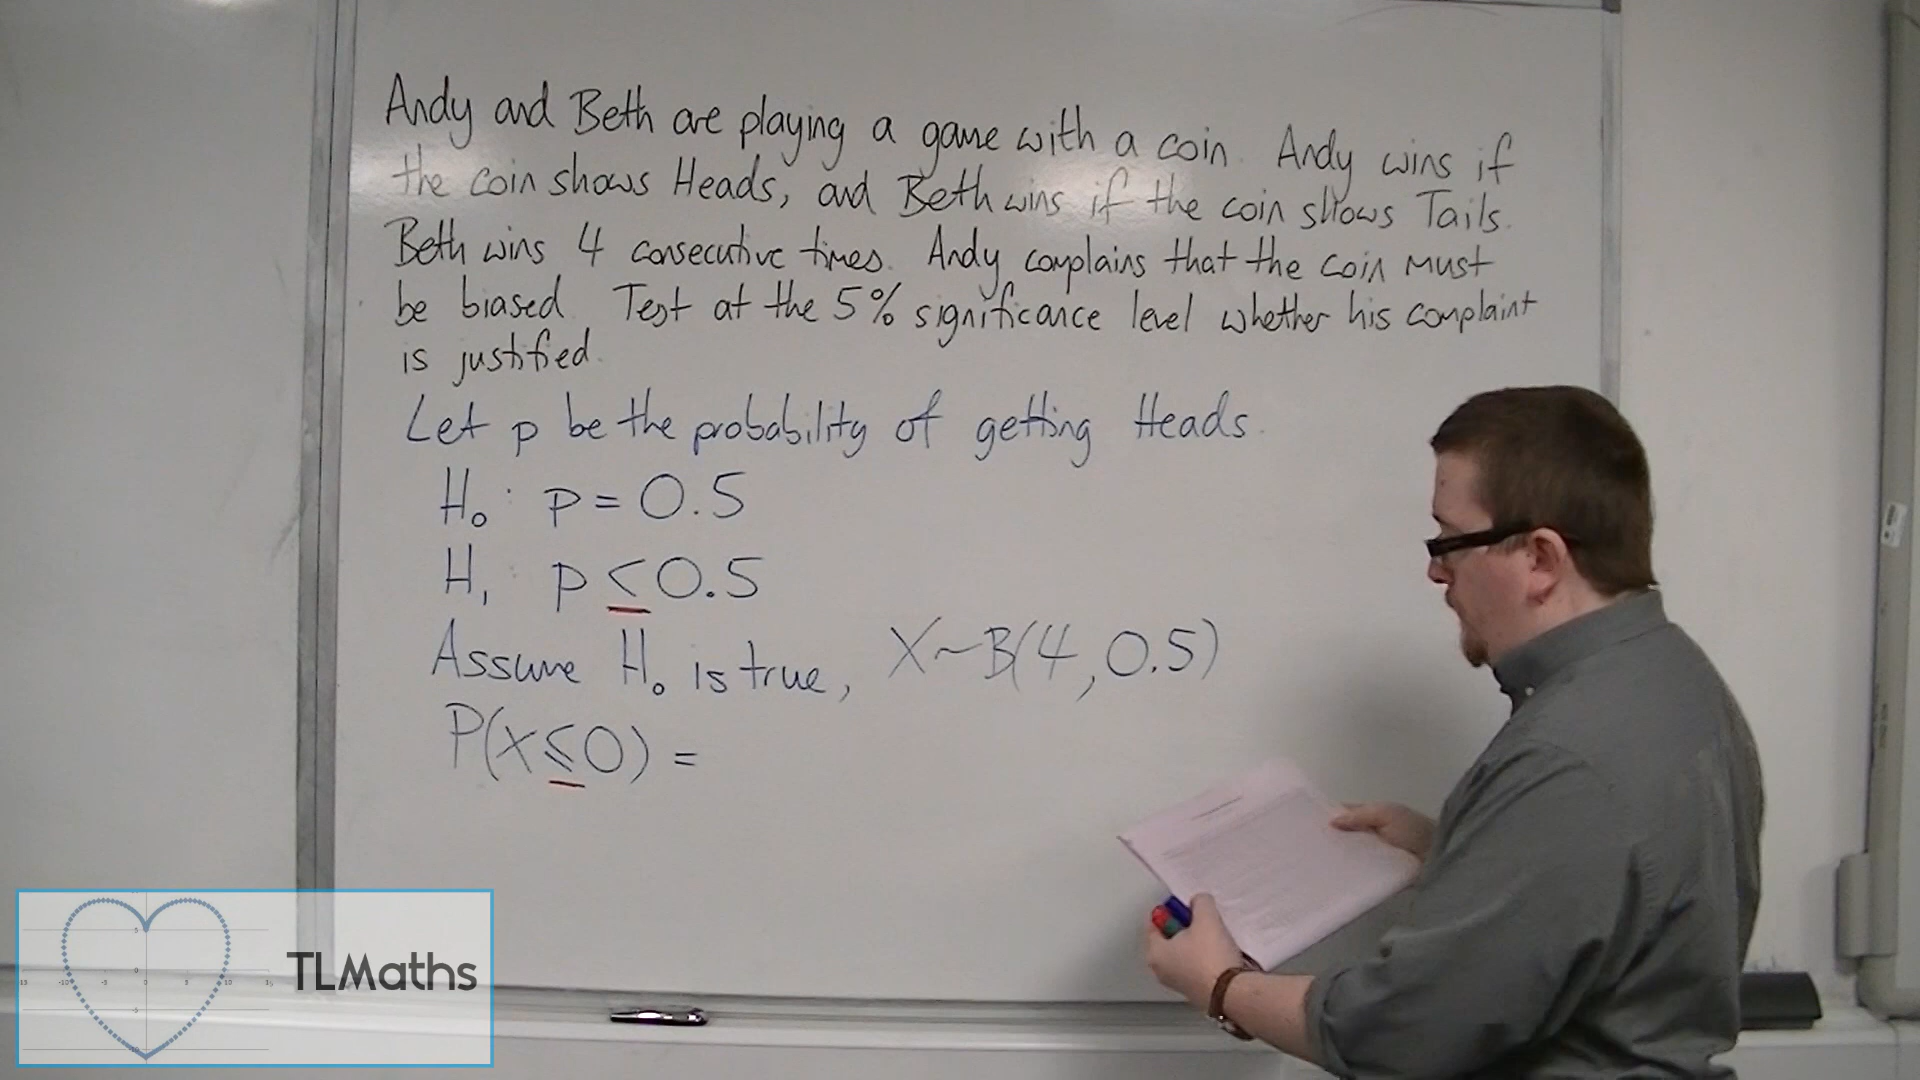 Andy and Beth are playing a game with a coin. Andy wins if
the coin shows Heads, and Beth wins if the coin shows Tails.
Beth wins 4 consecutive times. Andy complains that the coin must
be biased. Test at the 5% significance level whether his complaint
is justified.
Let p be the probability of getting Heads.
H₀: p = 0.5
H₁: p < 0.5
Assume H₀ is true, X~B(4, 0.5)
P(X≤0) =
TLMaths